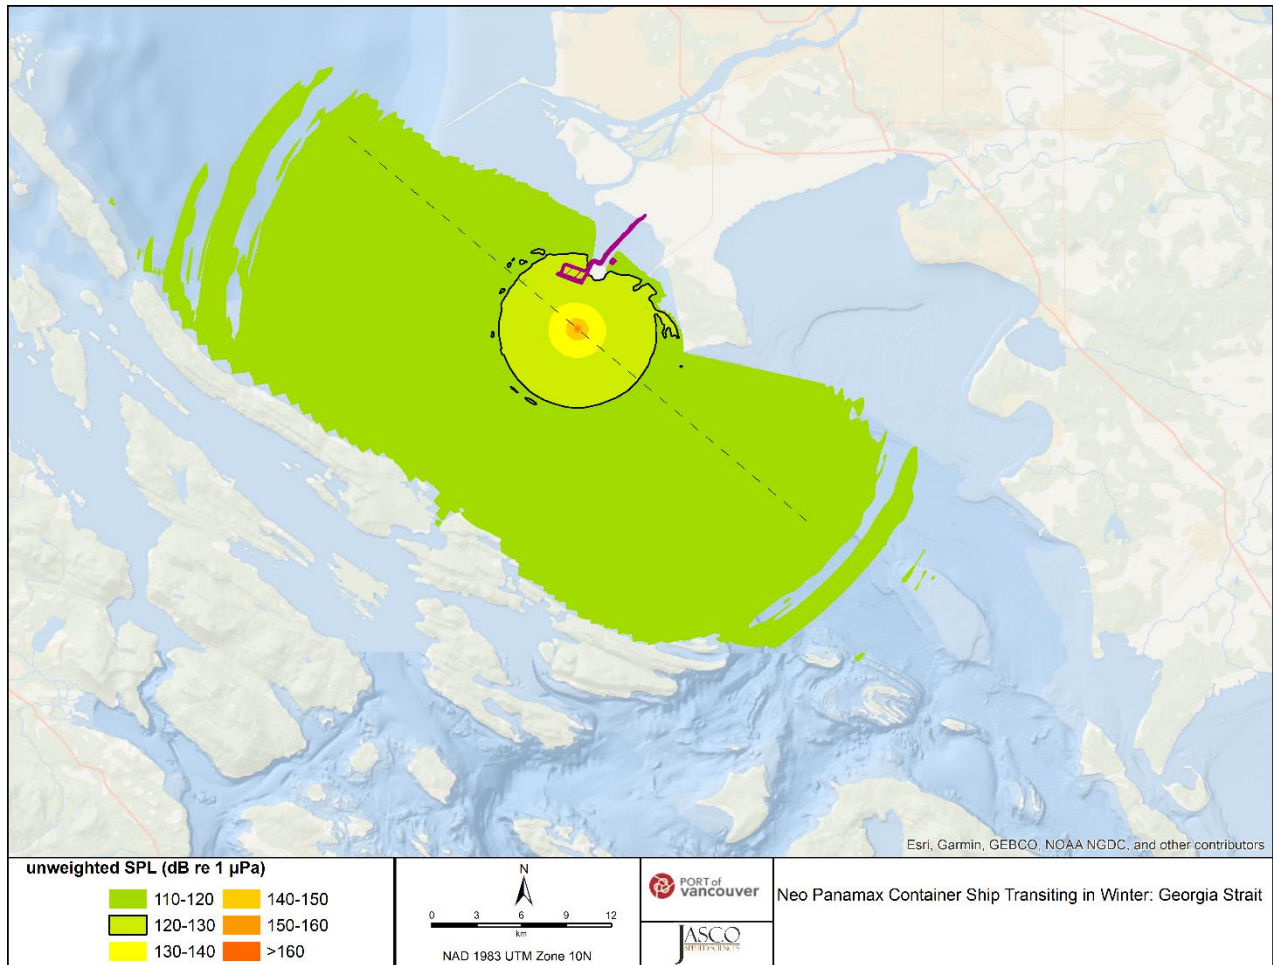 Esri, Garmin, GEBCO, NOAA NGDC, and other contributors
unweighted SPL (dB re 1 µPa)
110-120
120-130
130-140
140-150
150-160
>160
N
0 3 6 9 12
km
NAD 1983 UTM Zone 10N
PORT of
vancouver
JASCO
APPLIED SCIENCES
Neo Panamax Container Ship Transiting in Winter: Georgia Strait